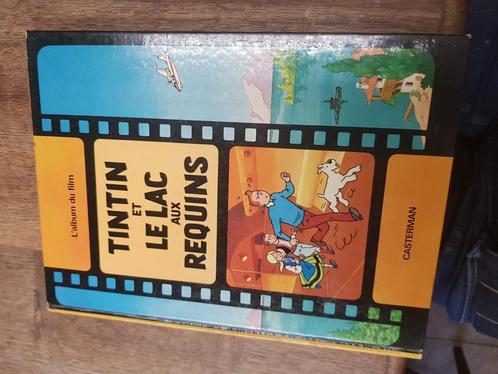 L'album du film
TINTIN
ET
LE LAC
AUX
REQUINS
CASTERMAN